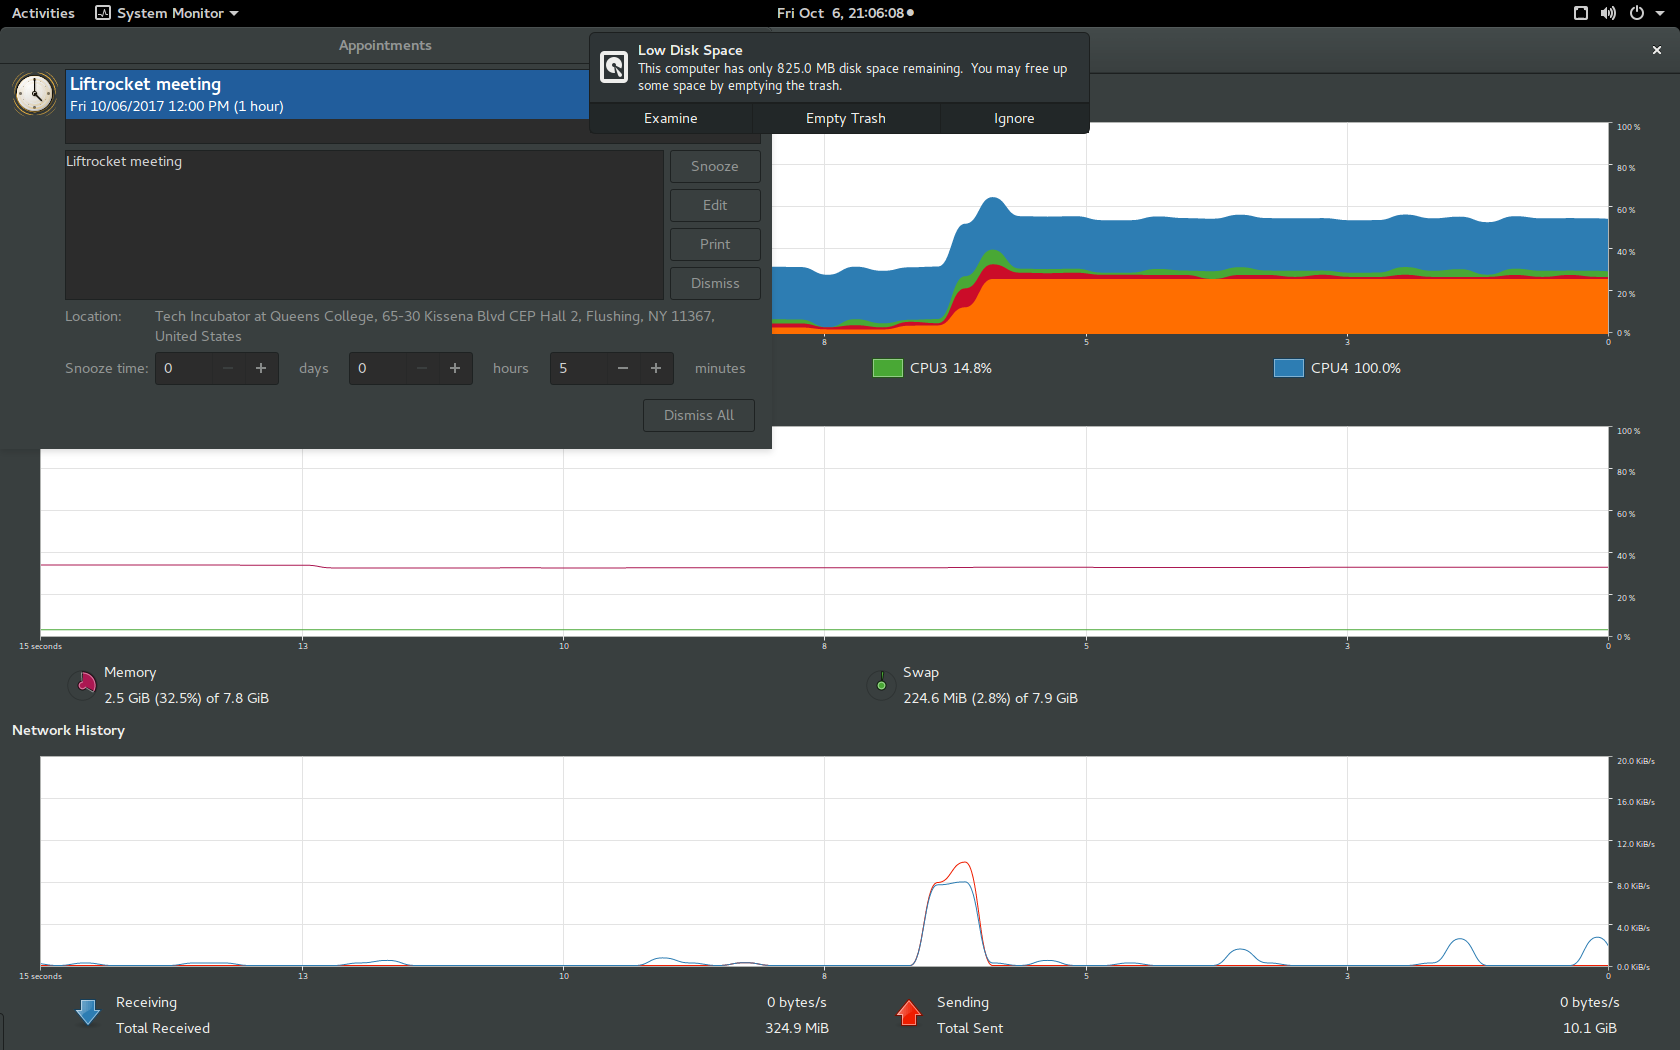 Activities System Monitor Fri Oct 6, 21:06:08
Appointments
Low Disk Space
This computer has only 825.0 MB disk space remaining. You may free up
some space by emptying the trash.
Examine Empty Trash Ignore
Liftrocket meeting
Fri 10/06/2017 12:00 PM (1 hour)
Liftrocket meeting
Snooze
Edit
Print
Dismiss
Location: Tech Incubator at Queens College, 65-30 Kissena Blvd CEP Hall 2, Flushing, NY 11367,
United States
Snooze time: 0 − + days 0 − + hours 5 − + minutes
Dismiss All
100 %
80 %
60 %
40 %
20 %
0 %
8 5 3 0
CPU3 14.8% CPU4 100.0%
100 %
80 %
60 %
40 %
20 %
0 %
15 seconds 13 10 8 5 3 0
Memory
2.5 GiB (32.5%) of 7.8 GiB
Swap
224.6 MiB (2.8%) of 7.9 GiB
Network History
20.0 KiB/s
16.0 KiB/s
12.0 KiB/s
8.0 KiB/s
4.0 KiB/s
0.0 KiB/s
15 seconds 13 10 8 5 3 0
Receiving 0 bytes/s
Total Received 324.9 MiB
Sending 0 bytes/s
Total Sent 10.1 GiB